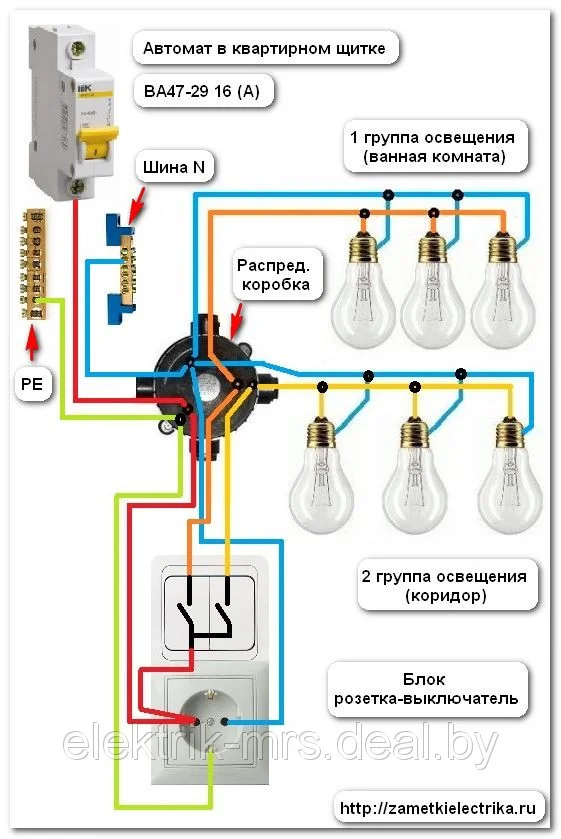 Автомат в квартирном щитке
IEK
ВА47-29 16 (А)
1 группа освещения
(ванная комната)
Шина N
Распред.
коробка
PE
2 группа освещения
(коридор)
Блок
розетка-выключатель
elektrik-mrs.deal.by
http://zametkielectrika.ru